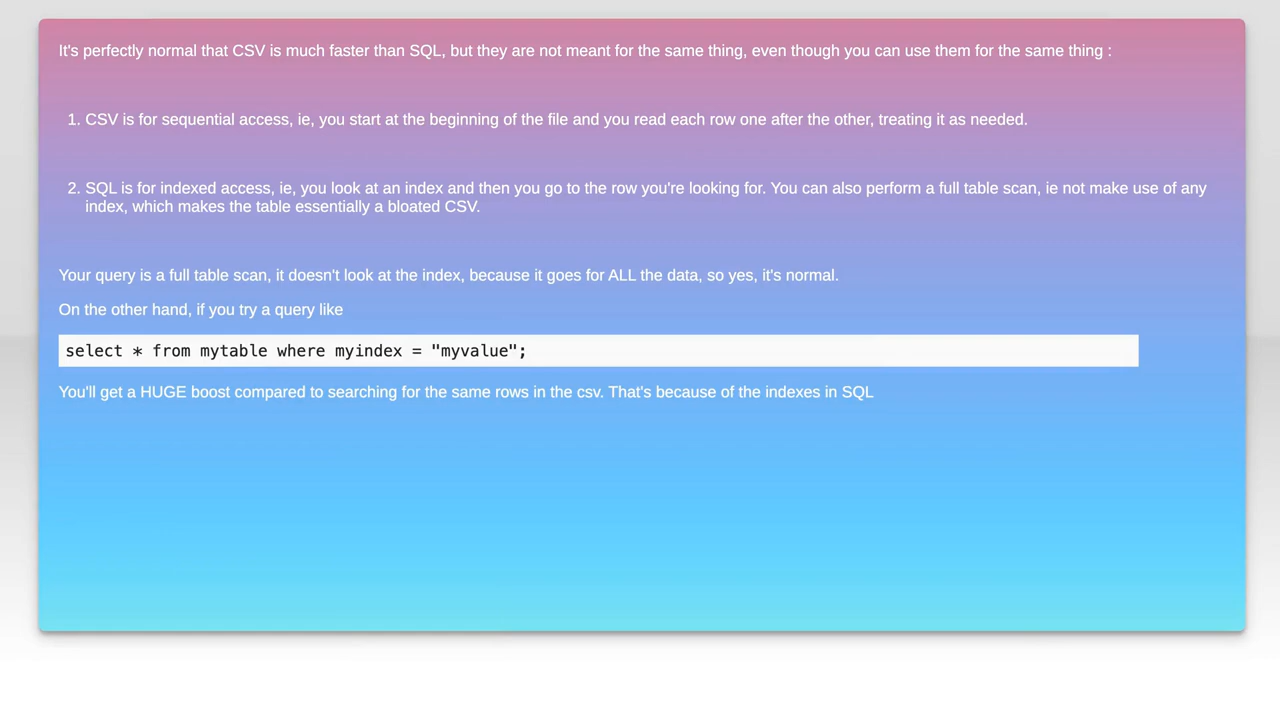 It's perfectly normal that CSV is much faster than SQL, but they are not meant for the same thing, even though you can use them for the same thing :
1. CSV is for sequential access, ie, you start at the beginning of the file and you read each row one after the other, treating it as needed.
2. SQL is for indexed access, ie, you look at an index and then you go to the row you're looking for. You can also perform a full table scan, ie not make use of any
index, which makes the table essentially a bloated CSV.
Your query is a full table scan, it doesn't look at the index, because it goes for ALL the data, so yes, it's normal.
On the other hand, if you try a query like
select * from mytable where myindex = "myvalue";
You'll get a HUGE boost compared to searching for the same rows in the csv. That's because of the indexes in SQL